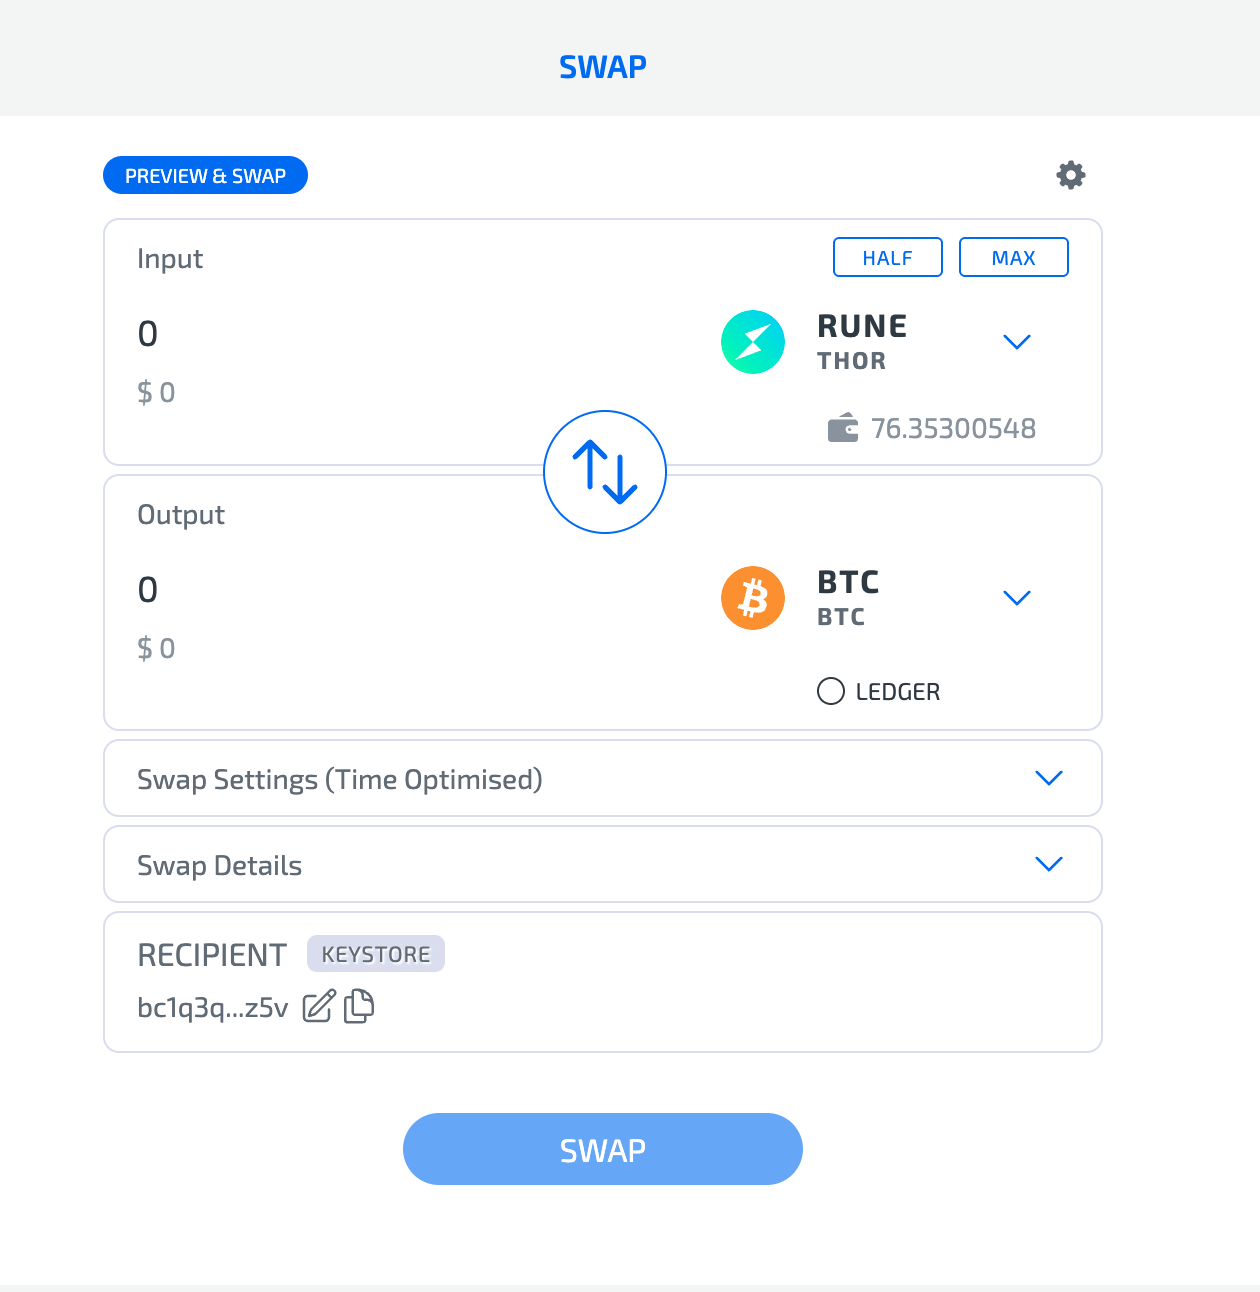 SWAP
PREVIEW & SWAP
Input
HALF
MAX
0
RUNE
THOR
$ 0
76.35300548
Output
0
BTC
BTC
$ 0
LEDGER
Swap Settings (Time Optimised)
Swap Details
RECIPIENT KEYSTORE
bc1q3q...z5v
SWAP